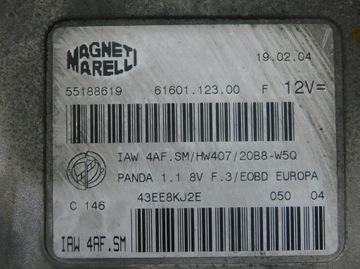 MAGNETI
MARELLI
19.02.04
55188619 61601.123.00 F 12V=
IAW 4AF.SM/HW407/20B8-W5Q
PANDA 1.1 8V F.3/EOBD EUROPA
43EE8KJ2E 050 04
C 146
IAW 4AF.SM